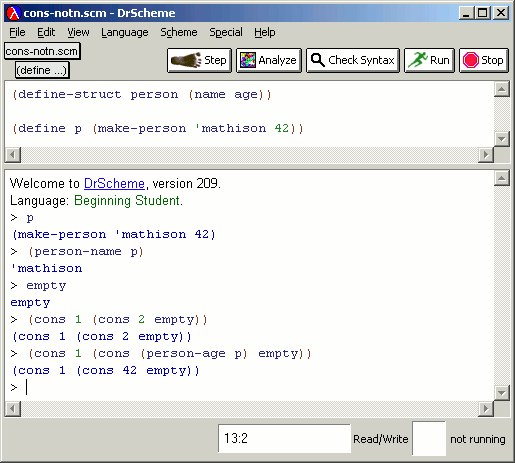 cons-notn.scm - DrScheme
File Edit View Language Scheme Special Help
cons-notn.scm
(define ...)
Step Analyze Check Syntax Run Stop
(define-struct person (name age))
(define p (make-person 'mathison 42))
Welcome to DrScheme, version 209.
Language: Beginning Student.
> p
(make-person 'mathison 42)
> (person-name p)
'mathison
> empty
empty
> (cons 1 (cons 2 empty))
(cons 1 (cons 2 empty))
> (cons 1 (cons (person-age p) empty))
(cons 1 (cons 42 empty))
>
13:2 Read/Write not running